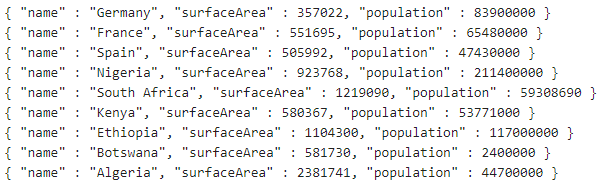 { "name" : "Germany", "surfaceArea" : 357022, "population" : 83900000 }
{ "name" : "France", "surfaceArea" : 551695, "population" : 65480000 }
{ "name" : "Spain", "surfaceArea" : 505992, "population" : 47430000 }
{ "name" : "Nigeria", "surfaceArea" : 923768, "population" : 211400000 }
{ "name" : "South Africa", "surfaceArea" : 1219090, "population" : 59308690 }
{ "name" : "Kenya", "surfaceArea" : 580367, "population" : 53771000 }
{ "name" : "Ethiopia", "surfaceArea" : 1104300, "population" : 117000000 }
{ "name" : "Botswana", "surfaceArea" : 581730, "population" : 2400000 }
{ "name" : "Algeria", "surfaceArea" : 2381741, "population" : 44700000 }